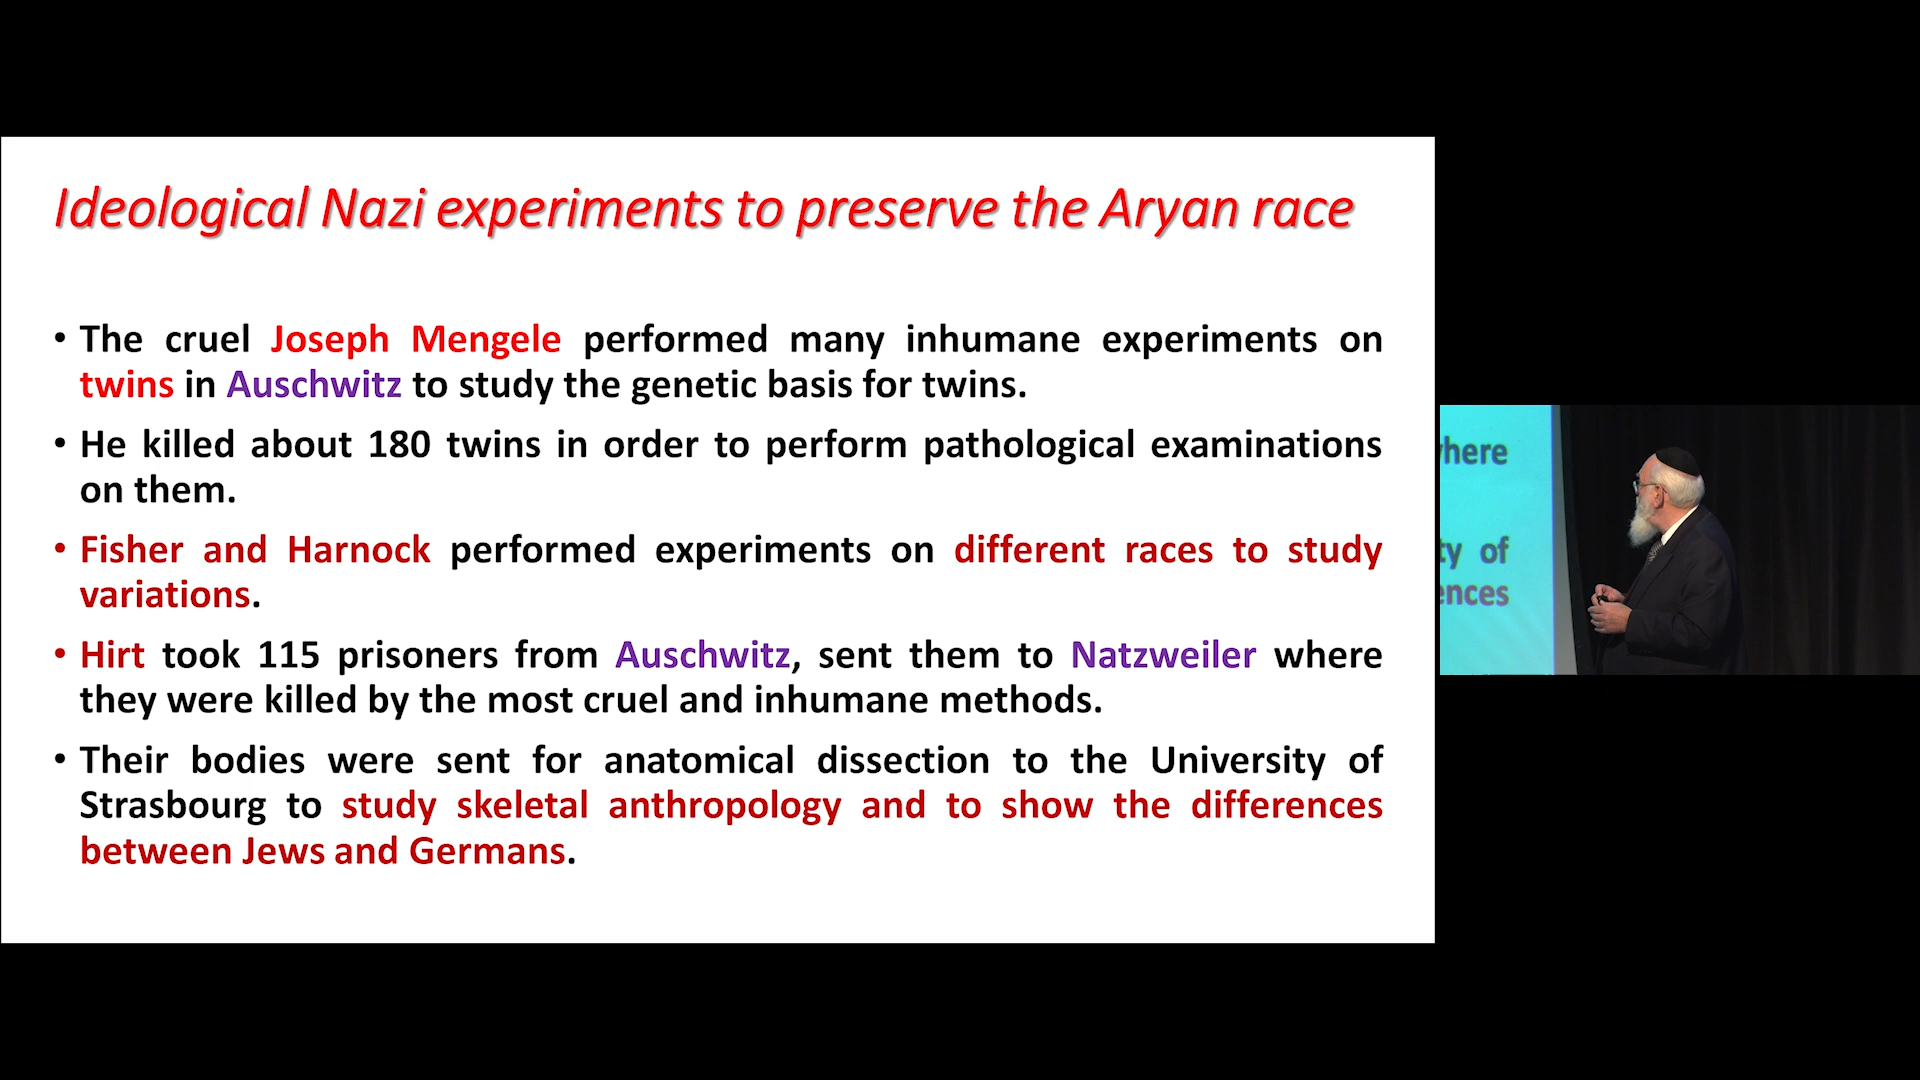 Ideological Nazi experiments to preserve the Aryan race
• The cruel Joseph Mengele performed many inhumane experiments on
twins in Auschwitz to study the genetic basis for twins.
• He killed about 180 twins in order to perform pathological examinations
on them.
• Fisher and Harnock performed experiments on different races to study
variations.
• Hirt took 115 prisoners from Auschwitz, sent them to Natzweiler where
they were killed by the most cruel and inhumane methods.
• Their bodies were sent for anatomical dissection to the University of
Strasbourg to study skeletal anthropology and to show the differences
between Jews and Germans.
here
ty of
ences